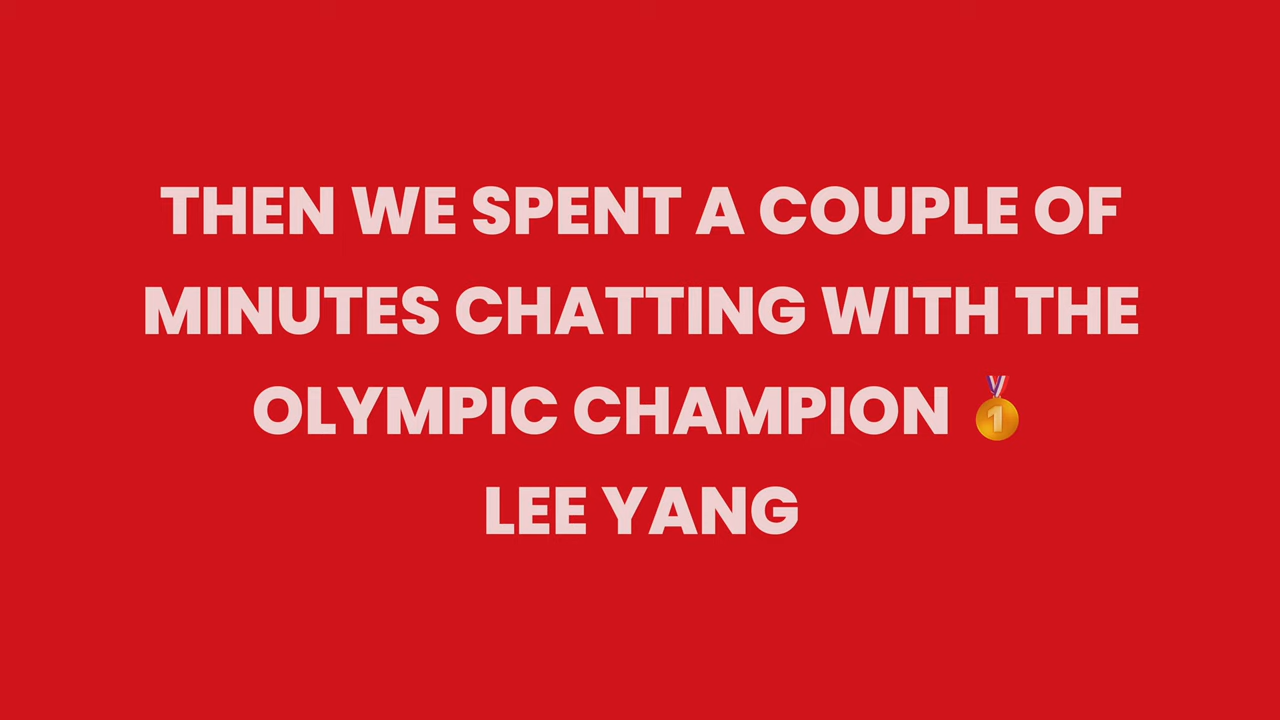 THEN WE SPENT A COUPLE OF
MINUTES CHATTING WITH THE
OLYMPIC CHAMPION 🥇
LEE YANG